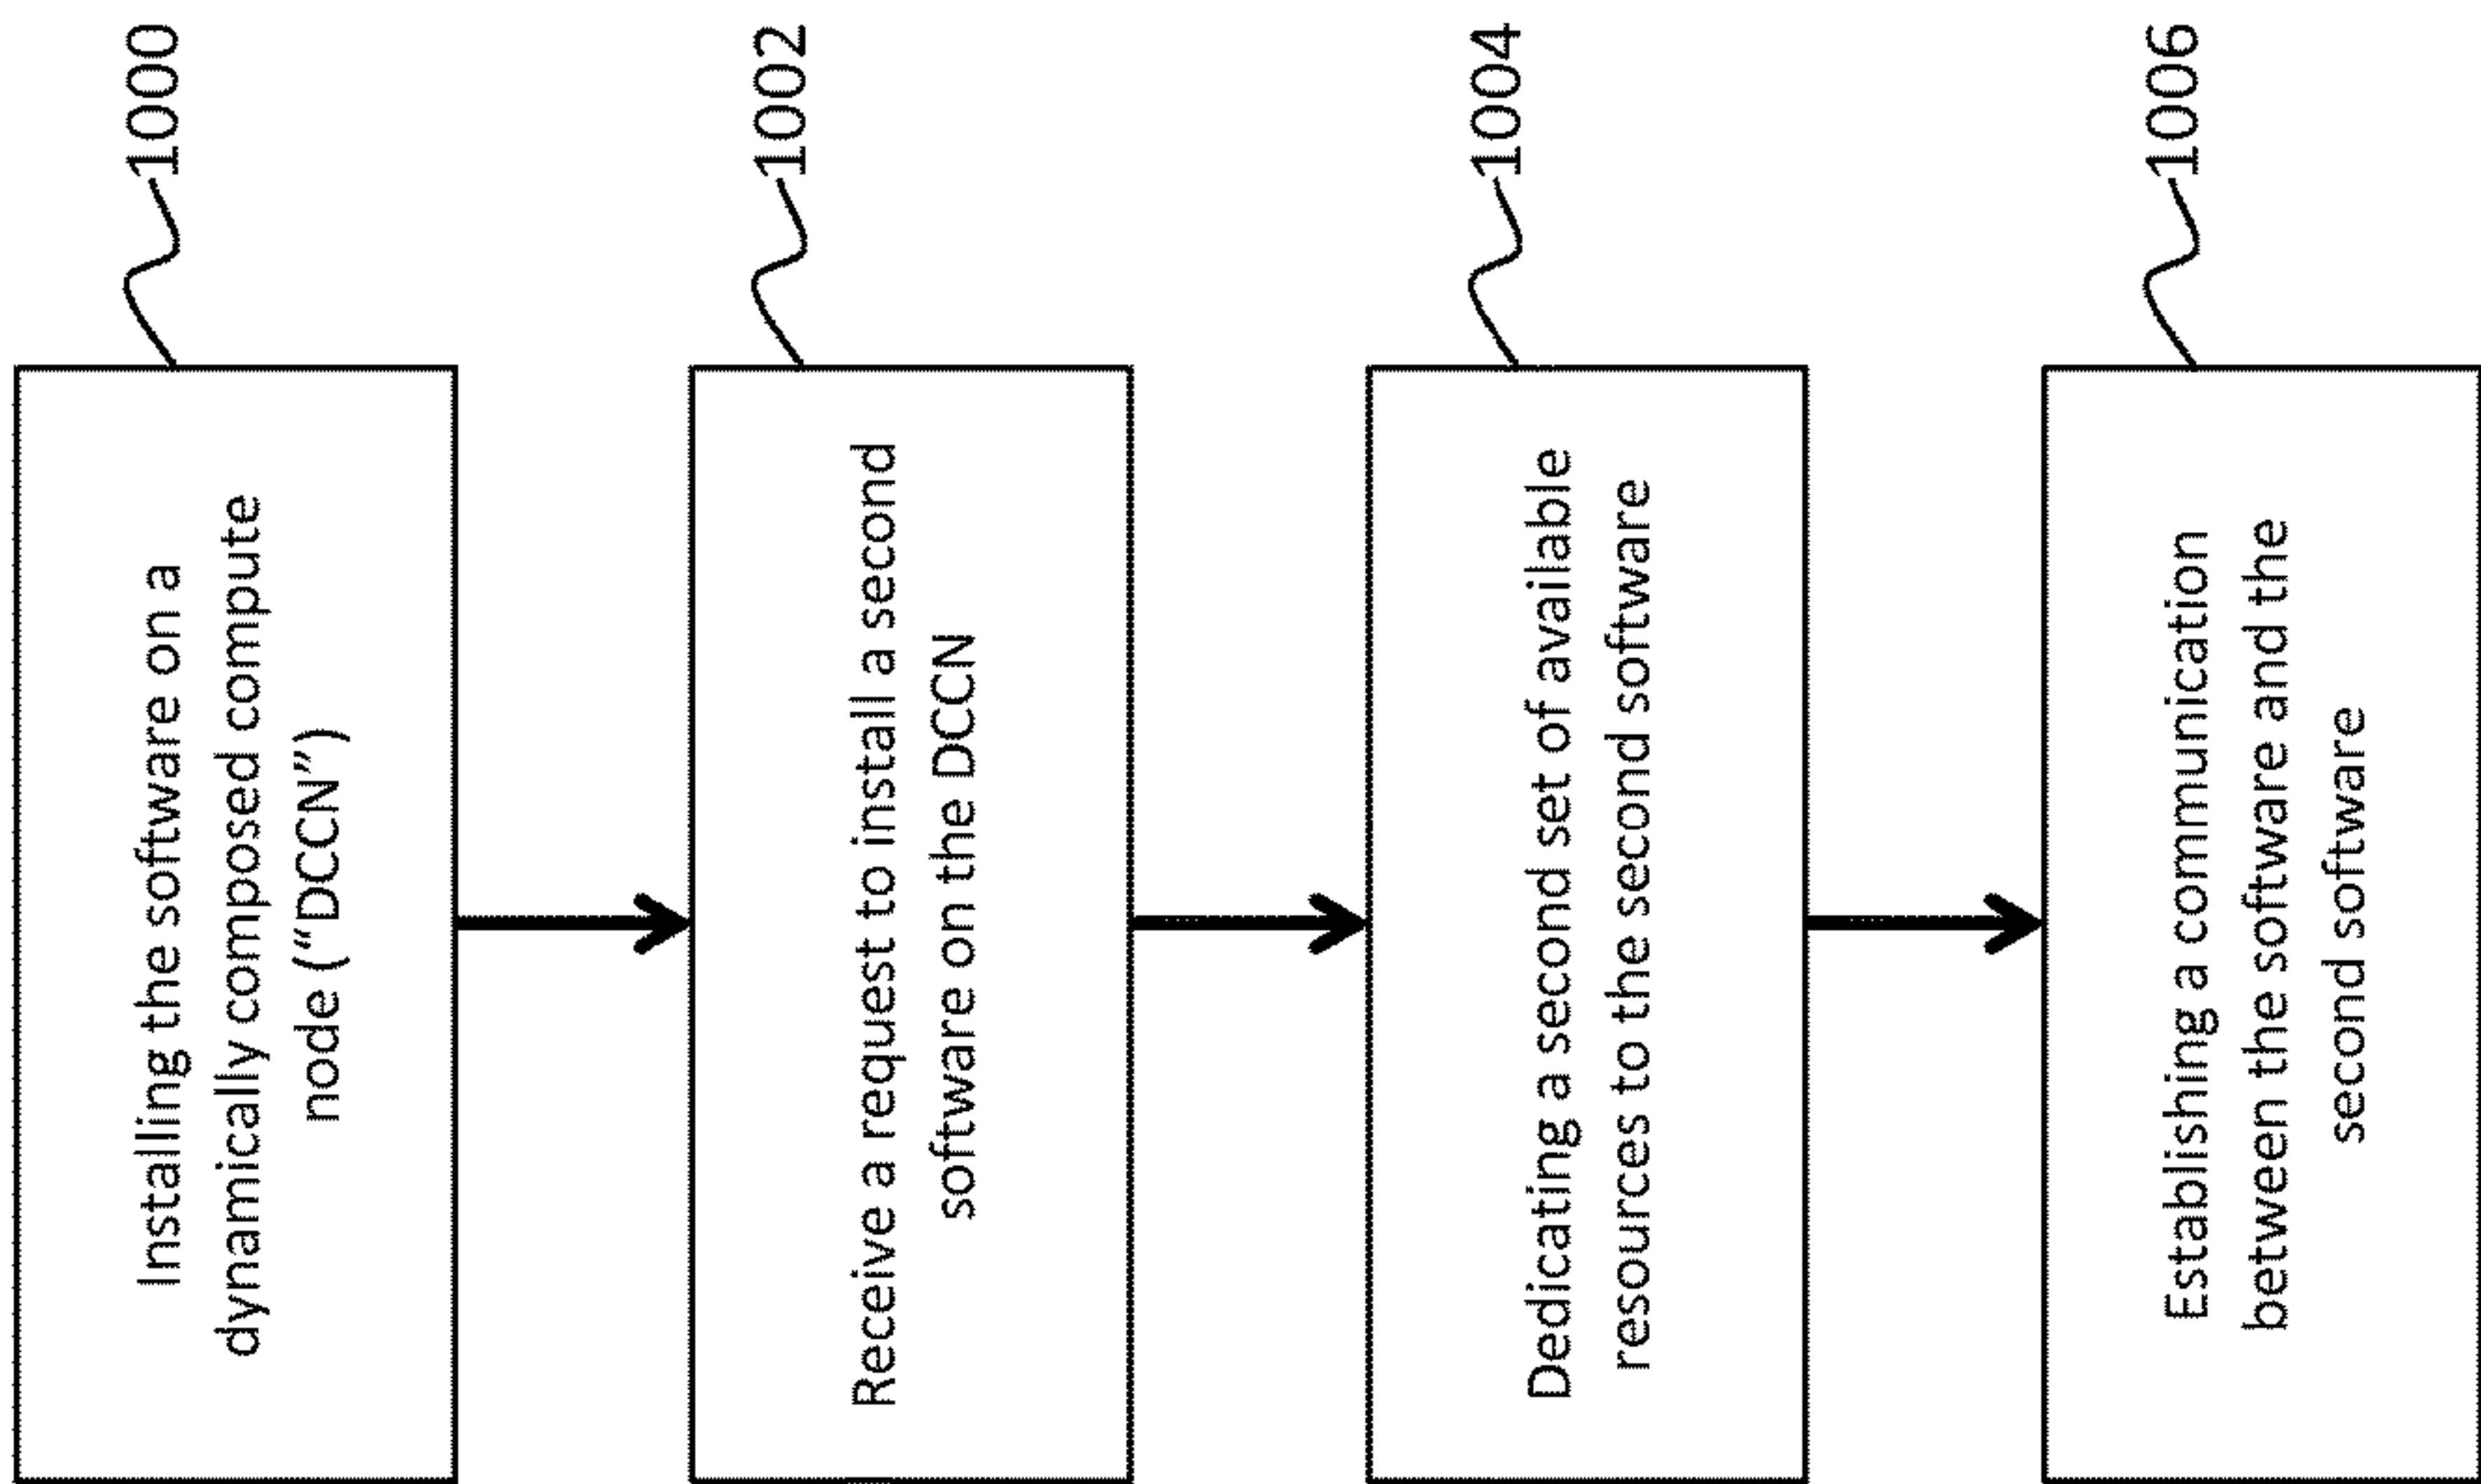 Installing the software on a
dynamically composed compute
node (“DCCN”)
1000
Receive a request to install a second
software on the DCCN
1002
Dedicating a second set of available
resources to the second software
1004
Establishing a communication
between the software and the
second software
1006